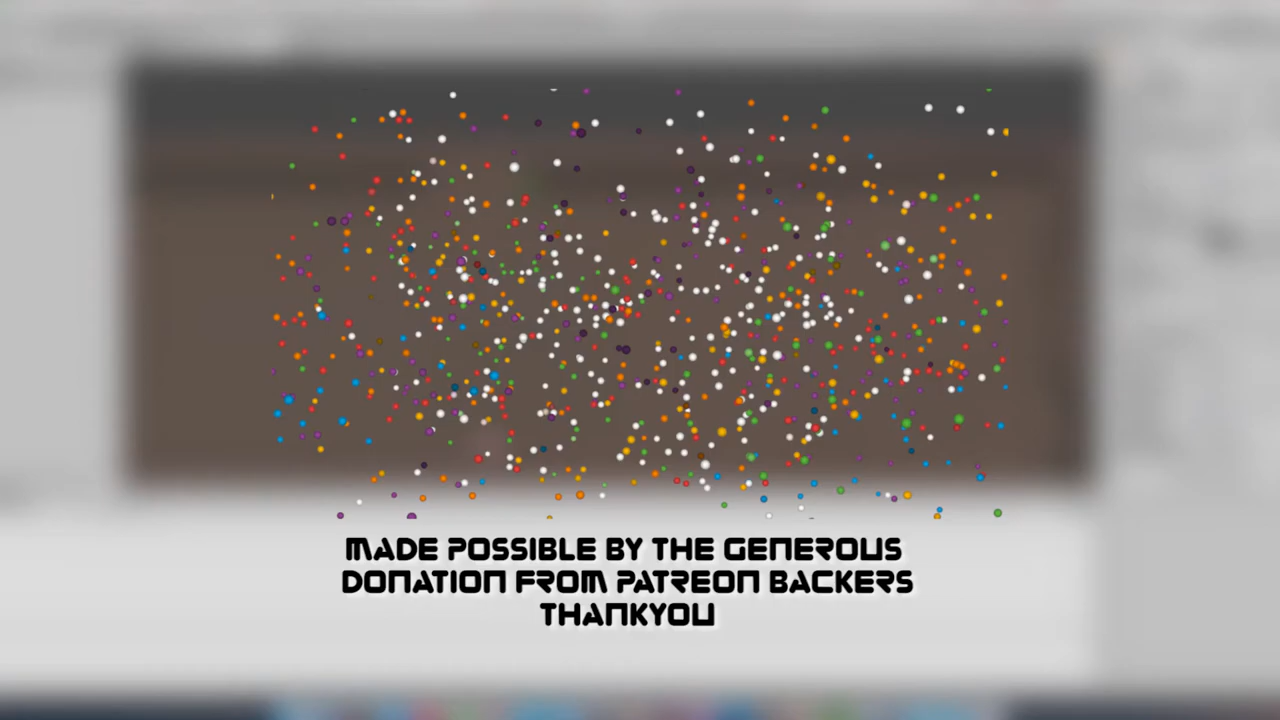 MADE POSSIBLE BY THE GENEROUS
DONATION FROM PATREON BACKERS
THANKYOU